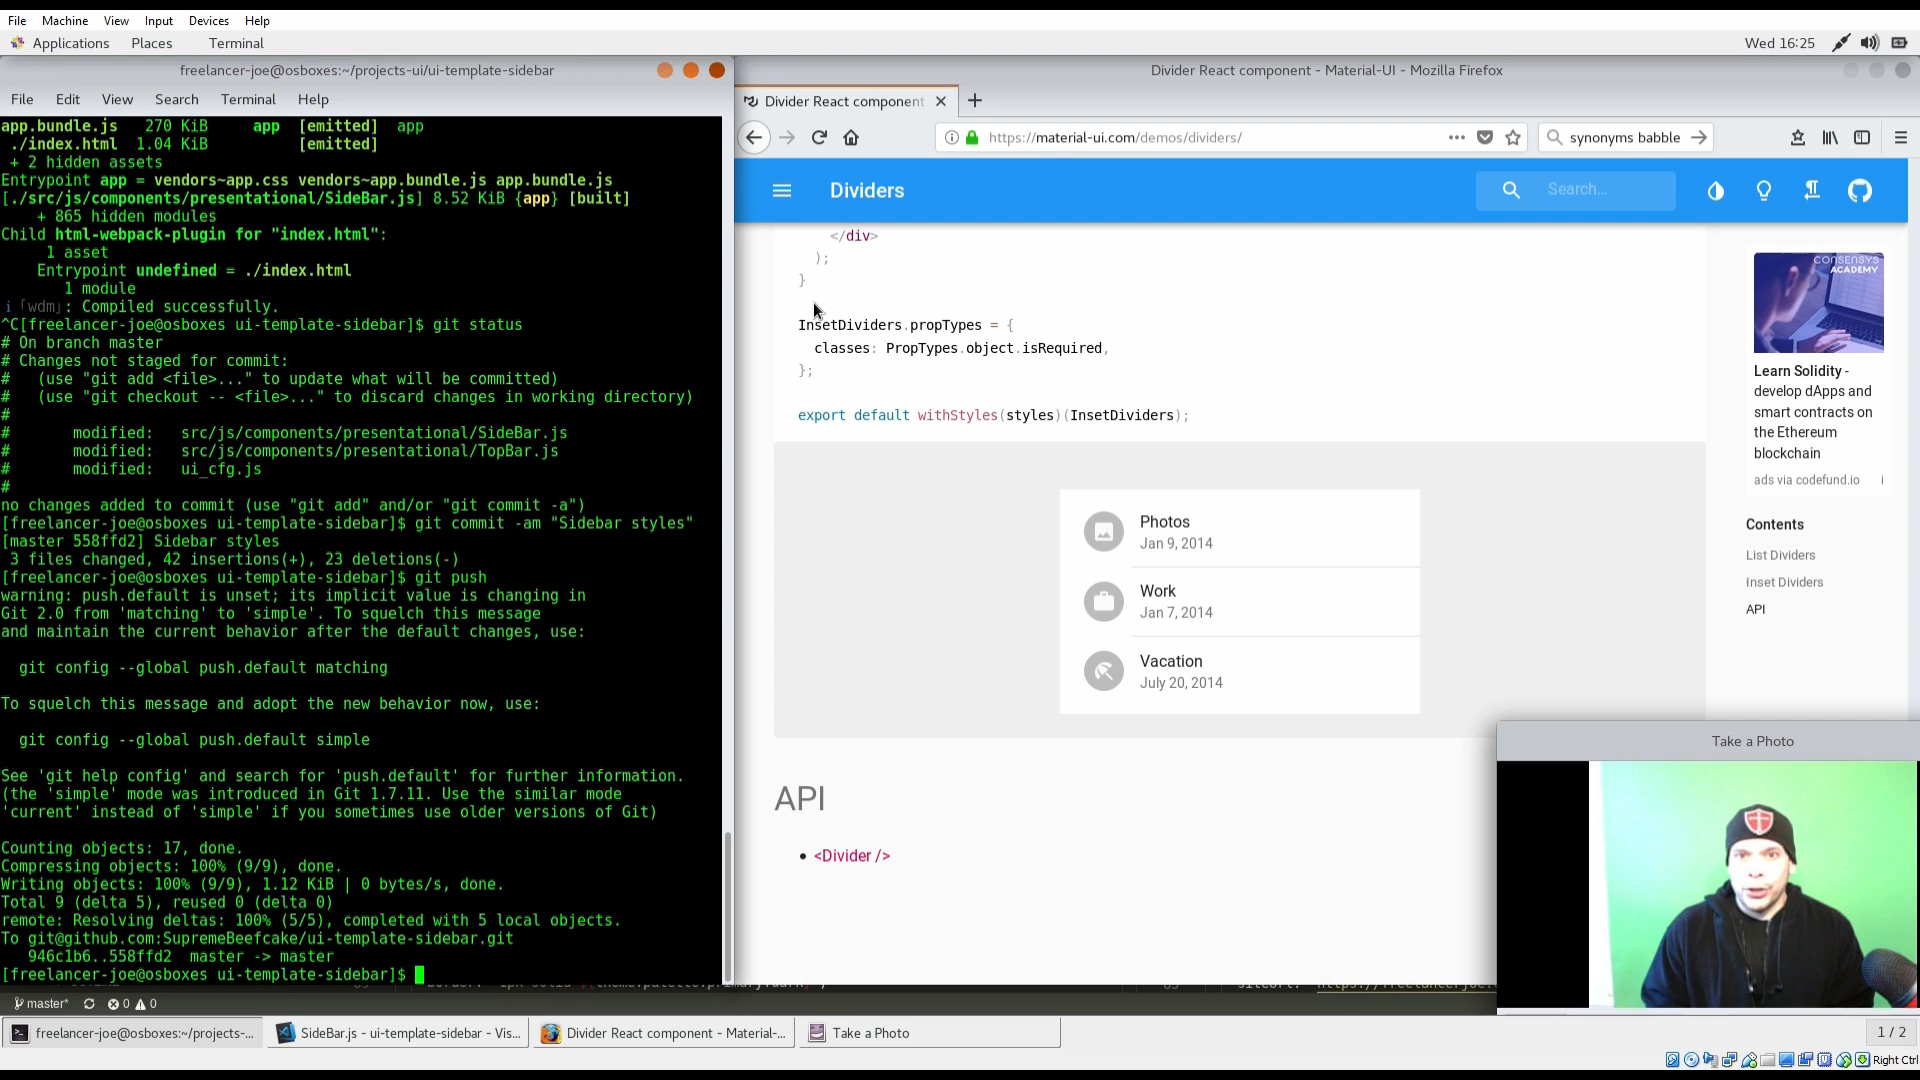 File Machine View Input Devices Help
Applications Places Terminal
Wed 16:25
freelancer-joe@osboxes:~/projects-ui/ui-template-sidebar
File Edit View Search Terminal Help
app.bundle.js 270 KiB app [emitted] app
./index.html 1.04 KiB [emitted]
+ 2 hidden assets
Entrypoint app = vendors~app.css vendors~app.bundle.js app.bundle.js
[./src/js/components/presentational/SideBar.js] 8.52 KiB {app} [built]
+ 865 hidden modules
Child html-webpack-plugin for "index.html":
1 asset
Entrypoint undefined = ./index.html
1 module
i ｢wdm｣: Compiled successfully.
^C[freelancer-joe@osboxes ui-template-sidebar]$ git status
# On branch master
# Changes not staged for commit:
#   (use "git add <file>..." to update what will be committed)
#   (use "git checkout -- <file>..." to discard changes in working directory)
#
#       modified:   src/js/components/presentational/SideBar.js
#       modified:   src/js/components/presentational/TopBar.js
#       modified:   ui_cfg.js
#
no changes added to commit (use "git add" and/or "git commit -a")
[freelancer-joe@osboxes ui-template-sidebar]$ git commit -am "Sidebar styles"
[master 558ffd2] Sidebar styles
3 files changed, 42 insertions(+), 23 deletions(-)
[freelancer-joe@osboxes ui-template-sidebar]$ git push
warning: push.default is unset; its implicit value is changing in
Git 2.0 from 'matching' to 'simple'. To squelch this message
and maintain the current behavior after the default changes, use:
git config --global push.default matching
To squelch this message and adopt the new behavior now, use:
git config --global push.default simple
See 'git help config' and search for 'push.default' for further information.
(the 'simple' mode was introduced in Git 1.7.11. Use the similar mode
'current' instead of 'simple' if you sometimes use older versions of Git)
Counting objects: 17, done.
Compressing objects: 100% (9/9), done.
Writing objects: 100% (9/9), 1.12 KiB | 0 bytes/s, done.
Total 9 (delta 5), reused 0 (delta 0)
remote: Resolving deltas: 100% (5/5), completed with 5 local objects.
To git@github.com:SupremeBeefcake/ui-template-sidebar.git
946c1b6..558ffd2  master -> master
[freelancer-joe@osboxes ui-template-sidebar]$
Divider React component - Material-UI - Mozilla Firefox
Divider React component
https://material-ui.com/demos/dividers/
synonyms babble
Dividers
Search...
</div>
);
}
InsetDividers.propTypes = {
classes: PropTypes.object.isRequired,
};
export default withStyles(styles)(InsetDividers);
Photos
Jan 9, 2014
Work
Jan 7, 2014
Vacation
July 20, 2014
API
<Divider />
CONSENSYS
ACADEMY
Learn Solidity -
develop dApps and
smart contracts on
the Ethereum
blockchain
ads via codefund.io i
Contents
List Dividers
Inset Dividers
API
Take a Photo
master* 0 0
freelancer-joe@osboxes:~/projects-...
SideBar.js - ui-template-sidebar - Vis...
Divider React component - Material-...
Take a Photo
1 / 2
Right Ctrl